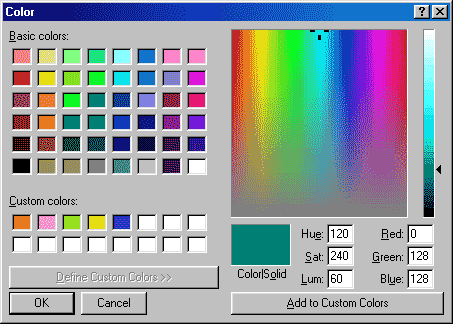 Color
Basic colors:
Custom colors:
Define Custom Colors >>
OK
Cancel
Color|Solid
Hue: 120
Sat: 240
Lum: 60
Red: 0
Green: 128
Blue: 128
Add to Custom Colors